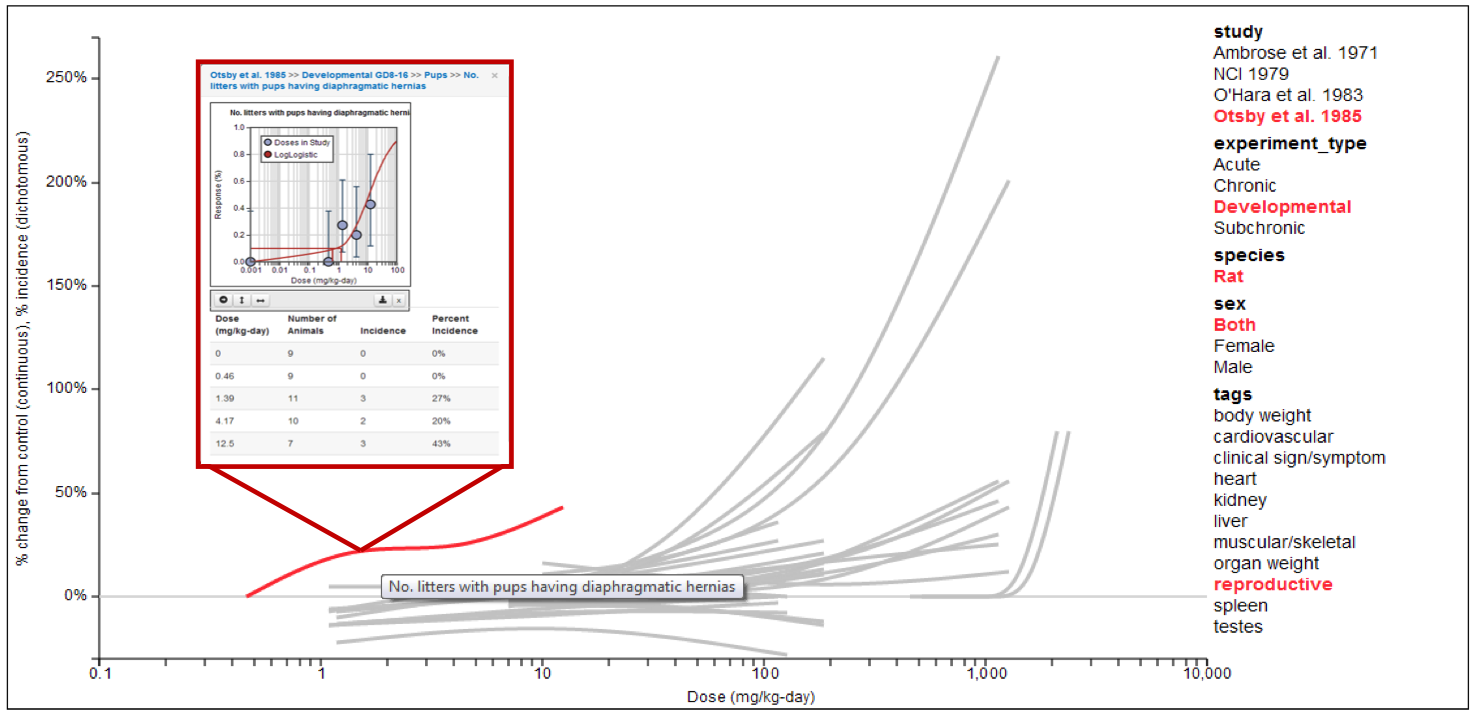 % change from control (continuous), % incidence (dichotomous)
250%
200%
150%
100%
50%
0%
Otsby et al. 1985 >> Developmental GD8-16 >> Pups >> No. ×
litters with pups having diaphragmatic hernias
No. litters with pups having diaphragmatic herni
Response (%)
1.0
0.8
0.6
0.4
0.2
0.0
Doses in Study
LogLogistic
0.001 0.01 0.1 1 10 100
Dose (mg/kg-day)
×
Dose (mg/kg-day) Number of Animals Incidence Percent Incidence
0 9 0 0%
0.46 9 0 0%
1.39 11 3 27%
4.17 10 2 20%
12.5 7 3 43%
No. litters with pups having diaphragmatic hernias
0.1 1 10 100 1,000 10,000
Dose (mg/kg-day)
study
Ambrose et al. 1971
NCI 1979
O'Hara et al. 1983
Otsby et al. 1985
experiment_type
Acute
Chronic
Developmental
Subchronic
species
Rat
sex
Both
Female
Male
tags
body weight
cardiovascular
clinical sign/symptom
heart
kidney
liver
muscular/skeletal
organ weight
reproductive
spleen
testes